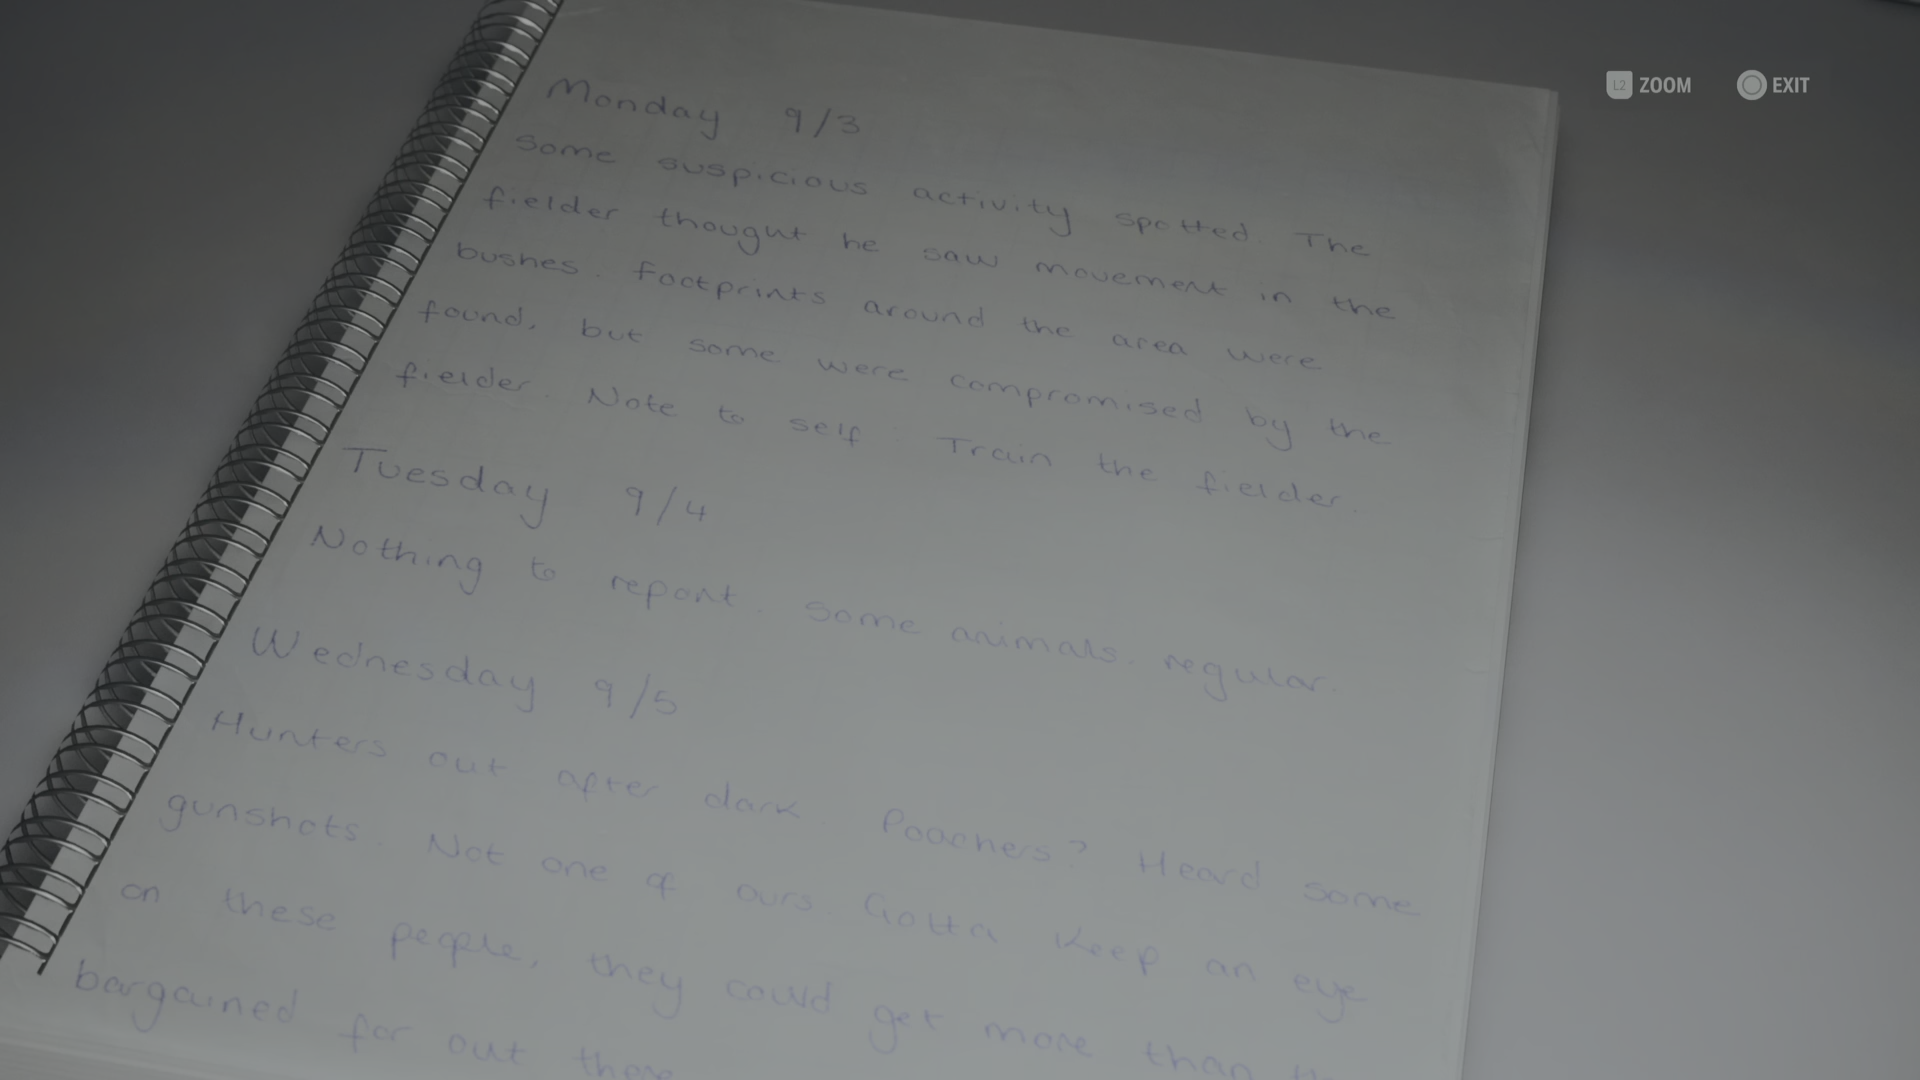 L2 ZOOM EXIT
Monday 9/3
Some suspicious activity spotted. The
fielder thought he saw movement in the
bushes. Footprints around the area were
found, but some were compromised by the
fielder. Note to self. Train the fielder.
Tuesday 9/4
Nothing to report. Some animals. regular.
Wednesday 9/5
Hunters out after dark Poachers? Heard some
gunshots. Not one of ours. Gotta keep an eye
on these people, they could get more than
bargained for out there